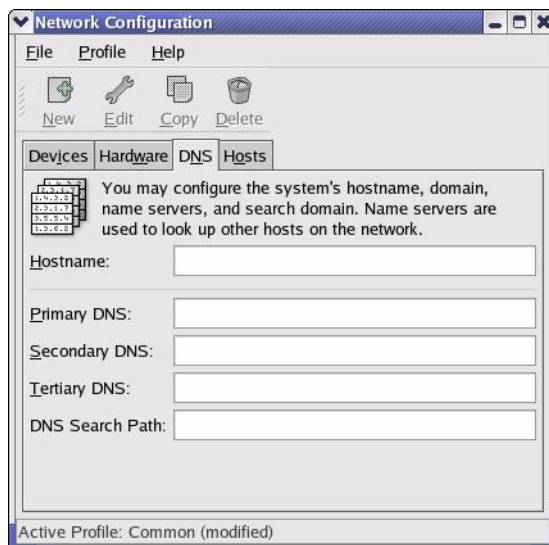 Network Configuration
File Profile Help
New Edit Copy Delete
Devices Hardware DNS Hosts
You may configure the system's hostname, domain,
name servers, and search domain. Name servers are
used to look up other hosts on the network.
Hostname:
Primary DNS:
Secondary DNS:
Tertiary DNS:
DNS Search Path:
Active Profile: Common (modified)